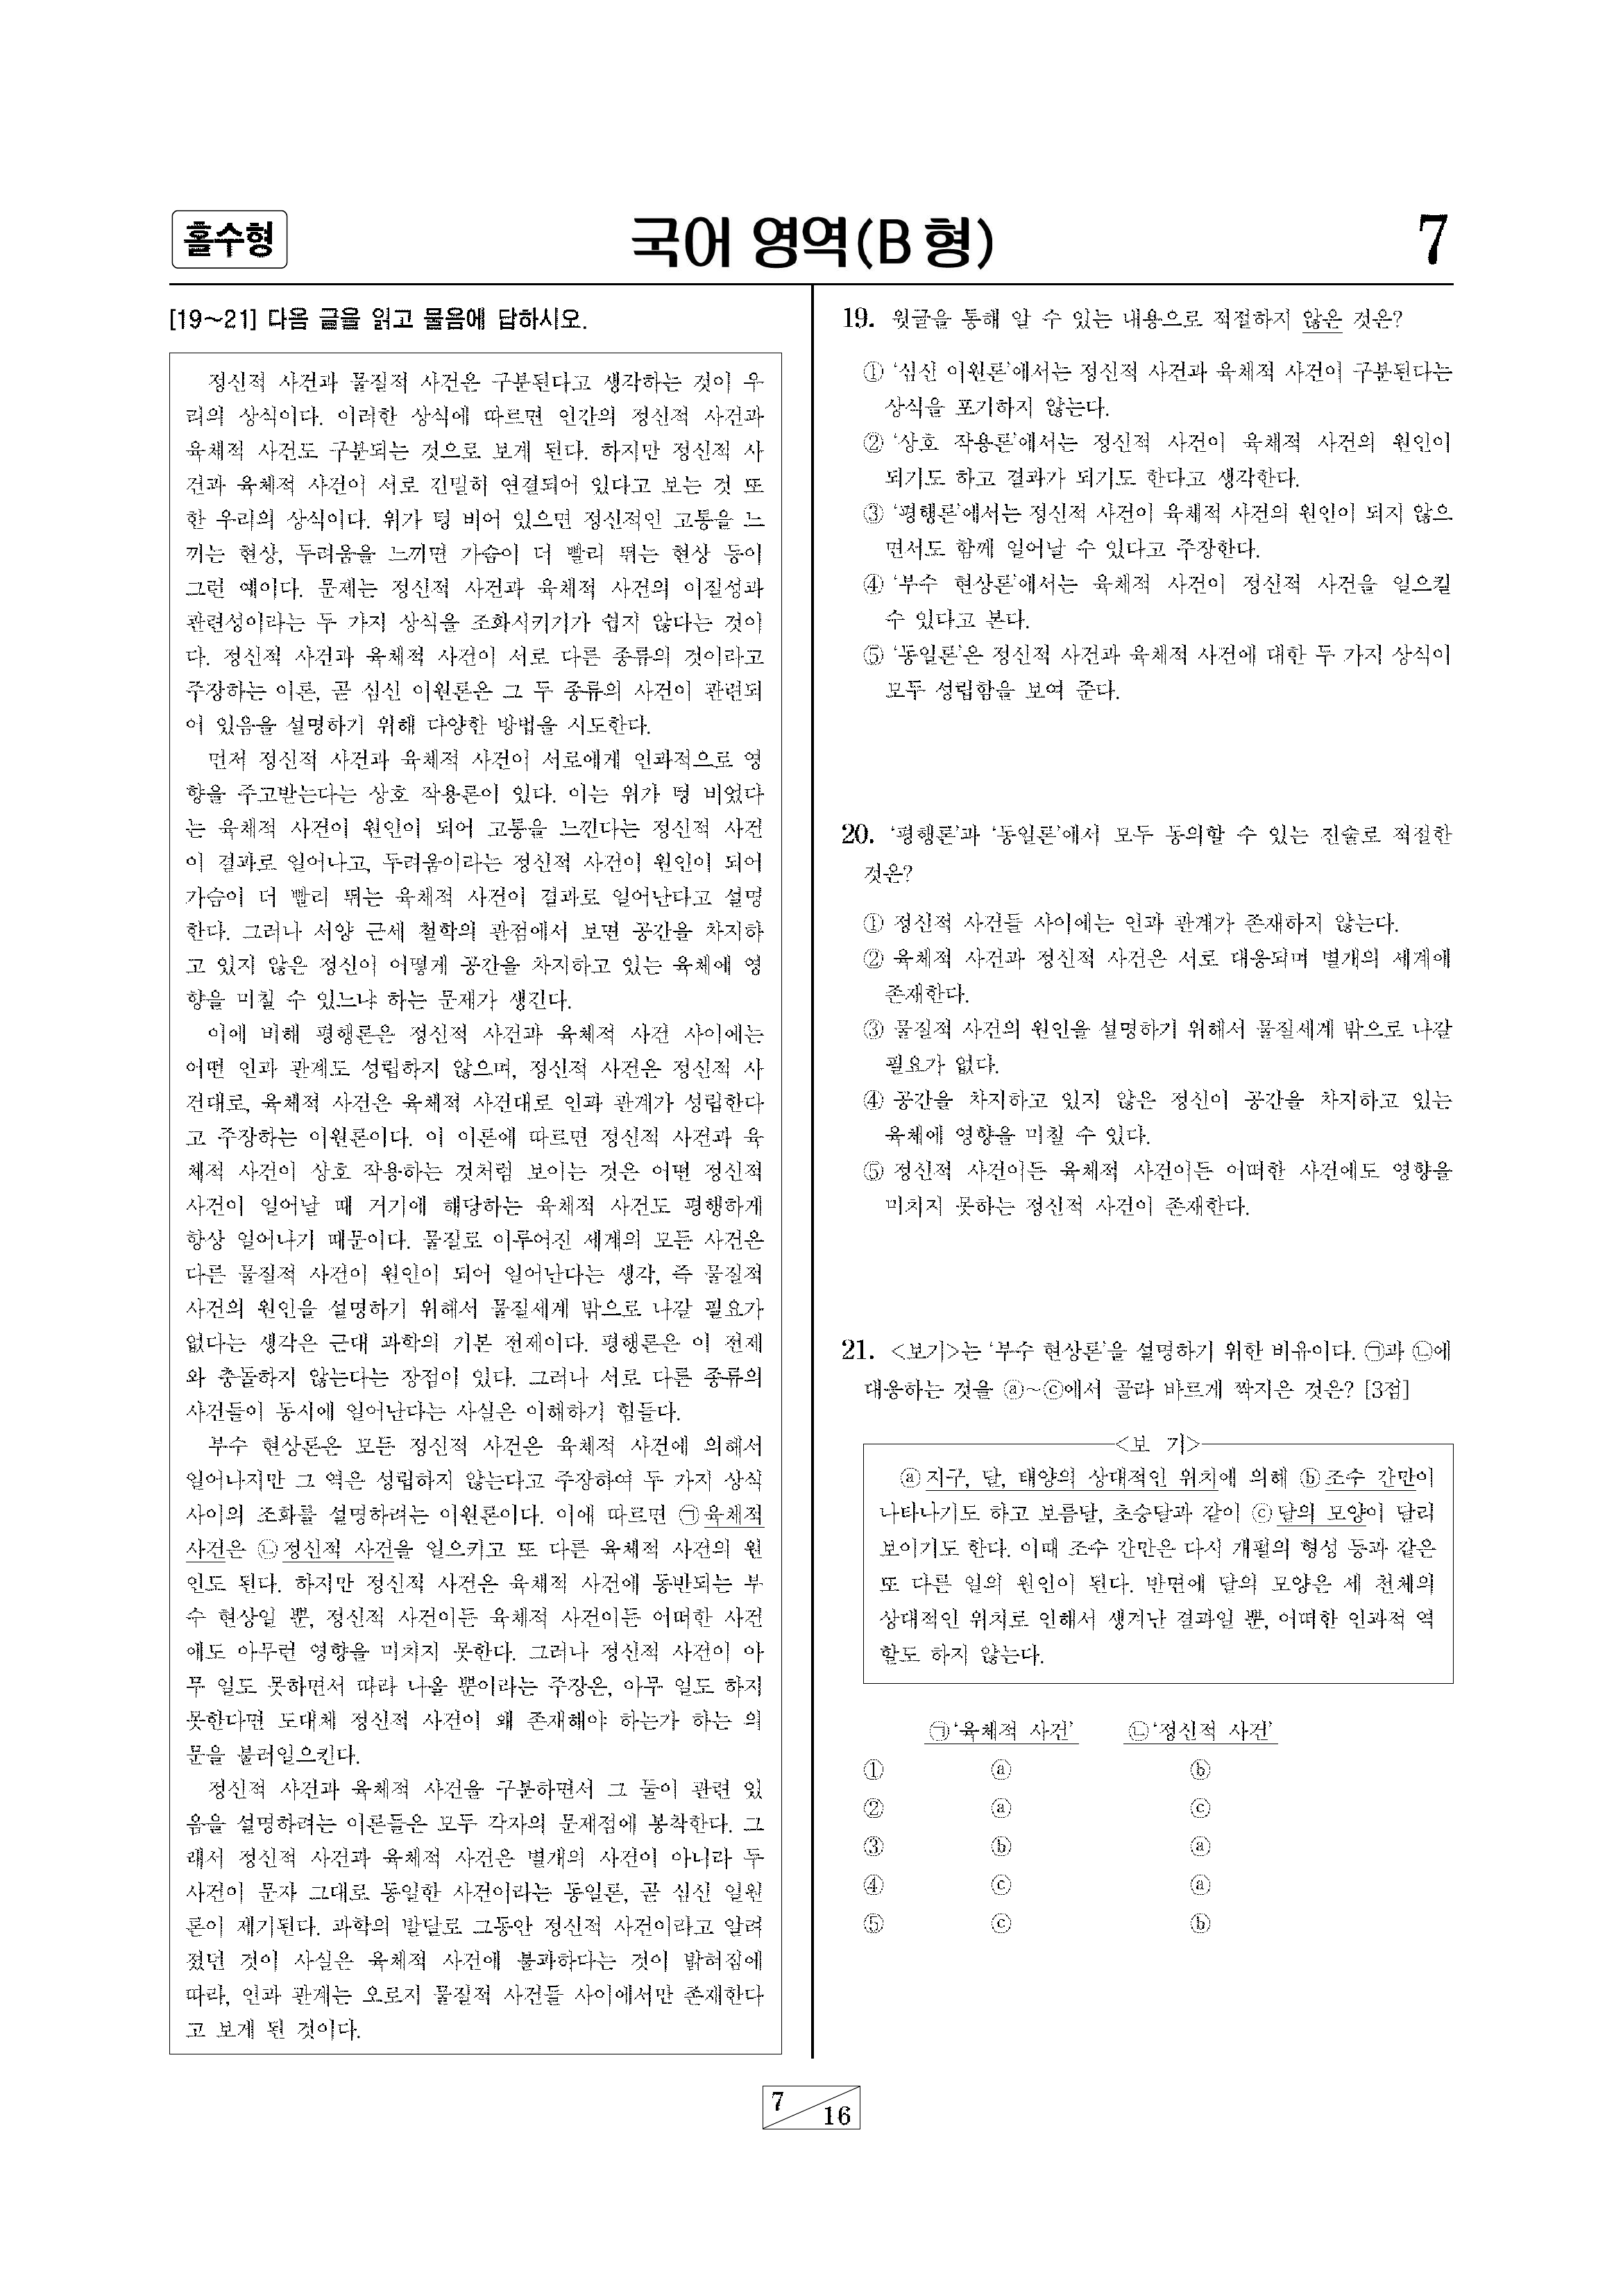 홀수형
국어 영역(B 형)
7
[19~21] 다음 글을 읽고 물음에 답하시오.
정신적 사건과 물질적 사건은 구분된다고 생각하는 것이 우
리의 상식이다. 이러한 상식에 따르면 인간의 정신적 사건과
육체적 사건도 구분되는 것으로 보게 된다. 하지만 정신적 사
건과 육체적 사건이 서로 긴밀히 연결되어 있다고 보는 것 또
한 우리의 상식이다. 위가 텅 비어 있으면 정신적인 고통을 느
끼는 현상, 두려움을 느끼면 가슴이 더 빨리 뛰는 현상 등이
그런 예이다. 문제는 정신적 사건과 육체적 사건의 이질성과
관련성이라는 두 가지 상식을 조화시키기가 쉽지 않다는 것이
다. 정신적 사건과 육체적 사건이 서로 다른 종류의 것이라고
주장하는 이론, 곧 심신 이원론은 그 두 종류의 사건이 관련되
어 있음을 설명하기 위해 다양한 방법을 시도한다.
먼저 정신적 사건과 육체적 사건이 서로에게 인과적으로 영
향을 주고받는다는 상호 작용론이 있다. 이는 위가 텅 비었다
는 육체적 사건이 원인이 되어 고통을 느낀다는 정신적 사건
이 결과로 일어나고, 두려움이라는 정신적 사건이 원인이 되어
가슴이 더 빨리 뛰는 육체적 사건이 결과로 일어난다고 설명
한다. 그러나 서양 근세 철학의 관점에서 보면 공간을 차지하
고 있지 않은 정신이 어떻게 공간을 차지하고 있는 육체에 영
향을 미칠 수 있느냐 하는 문제가 생긴다.
이에 비해 평행론은 정신적 사건과 육체적 사건 사이에는
어떤 인과 관계도 성립하지 않으며, 정신적 사건은 정신적 사
건대로, 육체적 사건은 육체적 사건대로 인과 관계가 성립한다
고 주장하는 이원론이다. 이 이론에 따르면 정신적 사건과 육
체적 사건이 상호 작용하는 것처럼 보이는 것은 어떤 정신적
사건이 일어날 때 거기에 해당하는 육체적 사건도 평행하게
항상 일어나기 때문이다. 물질로 이루어진 세계의 모든 사건은
다른 물질적 사건이 원인이 되어 일어난다는 생각, 즉 물질적
사건의 원인을 설명하기 위해서 물질세계 밖으로 나갈 필요가
없다는 생각은 근대 과학의 기본 전제이다. 평행론은 이 전제
와 충돌하지 않는다는 장점이 있다. 그러나 서로 다른 종류의
사건들이 동시에 일어난다는 사실은 이해하기 힘들다.
부수 현상론은 모든 정신적 사건은 육체적 사건에 의해서
일어나지만 그 역은 성립하지 않는다고 주장하여 두 가지 상식
사이의 조화를 설명하려는 이원론이다. 이에 따르면 ㉠육체적
사건은 ㉡정신적 사건을 일으키고 또 다른 육체적 사건의 원
인도 된다. 하지만 정신적 사건은 육체적 사건에 동반되는 부
수 현상일 뿐, 정신적 사건이든 육체적 사건이든 어떠한 사건
에도 아무런 영향을 미치지 못한다. 그러나 정신적 사건이 아
무 일도 못하면서 따라 나올 뿐이라는 주장은, 아무 일도 하지
못한다면 도대체 정신적 사건이 왜 존재해야 하는가 하는 의
문을 불러일으킨다.
정신적 사건과 육체적 사건을 구분하면서 그 둘이 관련 있
음을 설명하려는 이론들은 모두 각자의 문제점에 봉착한다. 그
래서 정신적 사건과 육체적 사건은 별개의 사건이 아니라 두
사건이 문자 그대로 동일한 사건이라는 동일론, 곧 심신 일원
론이 제기된다. 과학의 발달로 그동안 정신적 사건이라고 알려
졌던 것이 사실은 육체적 사건에 불과하다는 것이 밝혀짐에
따라, 인과 관계는 오로지 물질적 사건들 사이에서만 존재한다
고 보게 된 것이다.
19. 윗글을 통해 알 수 있는 내용으로 적절하지 않은 것은?
① ‘심신 이원론’에서는 정신적 사건과 육체적 사건이 구분된다는
상식을 포기하지 않는다.
② ‘상호 작용론’에서는 정신적 사건이 육체적 사건의 원인이
되기도 하고 결과가 되기도 한다고 생각한다.
③ ‘평행론’에서는 정신적 사건이 육체적 사건의 원인이 되지 않으
면서도 함께 일어날 수 있다고 주장한다.
④ ‘부수 현상론’에서는 육체적 사건이 정신적 사건을 일으킬
수 있다고 본다.
⑤ ‘동일론’은 정신적 사건과 육체적 사건에 대한 두 가지 상식이
모두 성립함을 보여 준다.
20. ‘평행론’과 ‘동일론’에서 모두 동의할 수 있는 진술로 적절한
것은?
① 정신적 사건들 사이에는 인과 관계가 존재하지 않는다.
② 육체적 사건과 정신적 사건은 서로 대응되며 별개의 세계에
존재한다.
③ 물질적 사건의 원인을 설명하기 위해서 물질세계 밖으로 나갈
필요가 없다.
④ 공간을 차지하고 있지 않은 정신이 공간을 차지하고 있는
육체에 영향을 미칠 수 있다.
⑤ 정신적 사건이든 육체적 사건이든 어떠한 사건에도 영향을
미치지 못하는 정신적 사건이 존재한다.
21. <보기>는 ‘부수 현상론’을 설명하기 위한 비유이다. ㉠과 ㉡에
대응하는 것을 ⓐ~ⓒ에서 골라 바르게 짝지은 것은? [3점]
<보 기>
ⓐ지구, 달, 태양의 상대적인 위치에 의해 ⓑ조수 간만이
나타나기도 하고 보름달, 초승달과 같이 ⓒ달의 모양이 달리
보이기도 한다. 이때 조수 간만은 다시 개펄의 형성 등과 같은
또 다른 일의 원인이 된다. 반면에 달의 모양은 세 천체의
상대적인 위치로 인해서 생겨난 결과일 뿐, 어떠한 인과적 역
할도 하지 않는다.
㉠‘육체적 사건’ ㉡‘정신적 사건’
① ⓐ ⓑ
② ⓐ ⓒ
③ ⓑ ⓐ
④ ⓒ ⓐ
⑤ ⓒ ⓑ
7
16